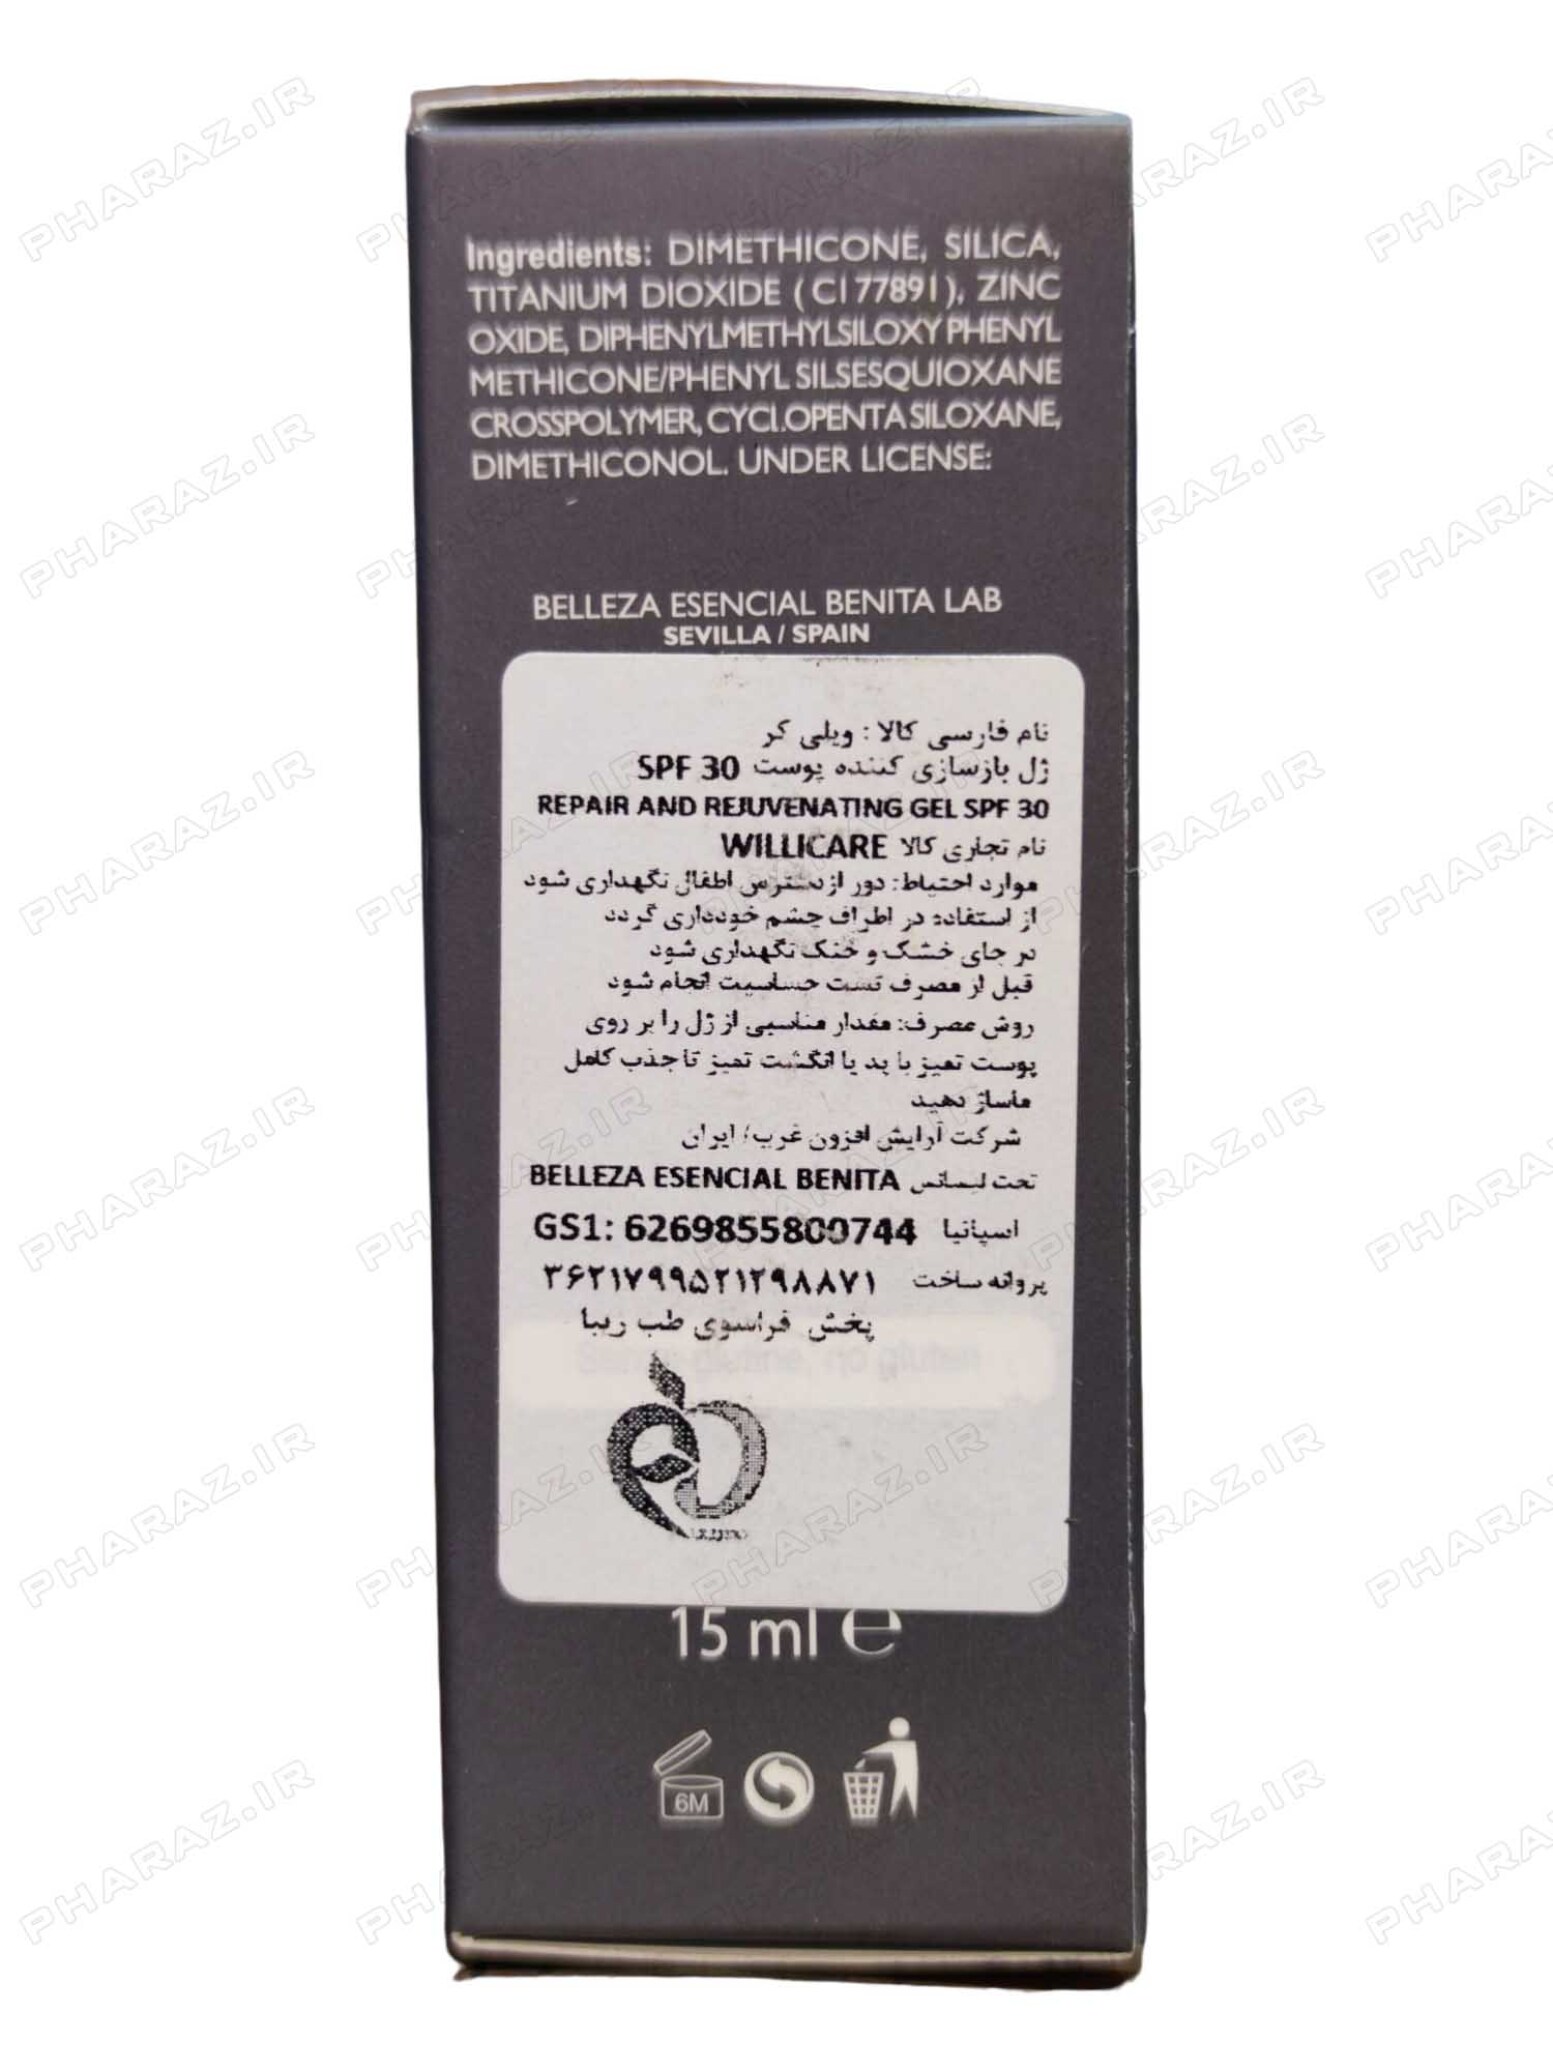 Ingredients: DIMETHICONE, SILICA,
TITANIUM DIOXIDE ( CI 77891 ), ZINC
OXIDE, DIPHENYLMETHYLSILOXY PHENYL
METHICONE/PHENYL SILSESQUIOXANE
CROSSPOLYMER, CYCLOPENTASILOXANE,
DIMETHICONOL. UNDER LICENSE:
BELLEZA ESENCIAL BENITA LAB
SEVILLA / SPAIN
نام فارسی کالا : ویلی کر
ژل بازسازی کننده پوست SPF 30
REPAIR AND REJUVENATING GEL SPF 30
نام تجاری کالا WILLICARE
موارد احتیاط: دور از دسترس اطفال نگهداری شود
از استفاده در اطراف چشم خودداری گردد
در جای خشک و خنک نگهداری شود
قبل از مصرف تست حساسیت انجام شود
روش مصرف: مقدار مناسبی از ژل را بر روی
پوست تمیز با پد یا انگشت تمیز تا جذب کامل
ماساژ دهید
شرکت آرایش افزون غرب/ ایران
تحت لیسانس BELLEZA ESENCIAL BENITA
اسپانیا GS1: 6269855800744
پروانه ساخت ۳۶۲۱۷۹۹۵۲۱۲۹۸۸۷۱
پخش فراسوی طب زیبا
no gluten
15 ml ℮
6M
PHARAZ.IR